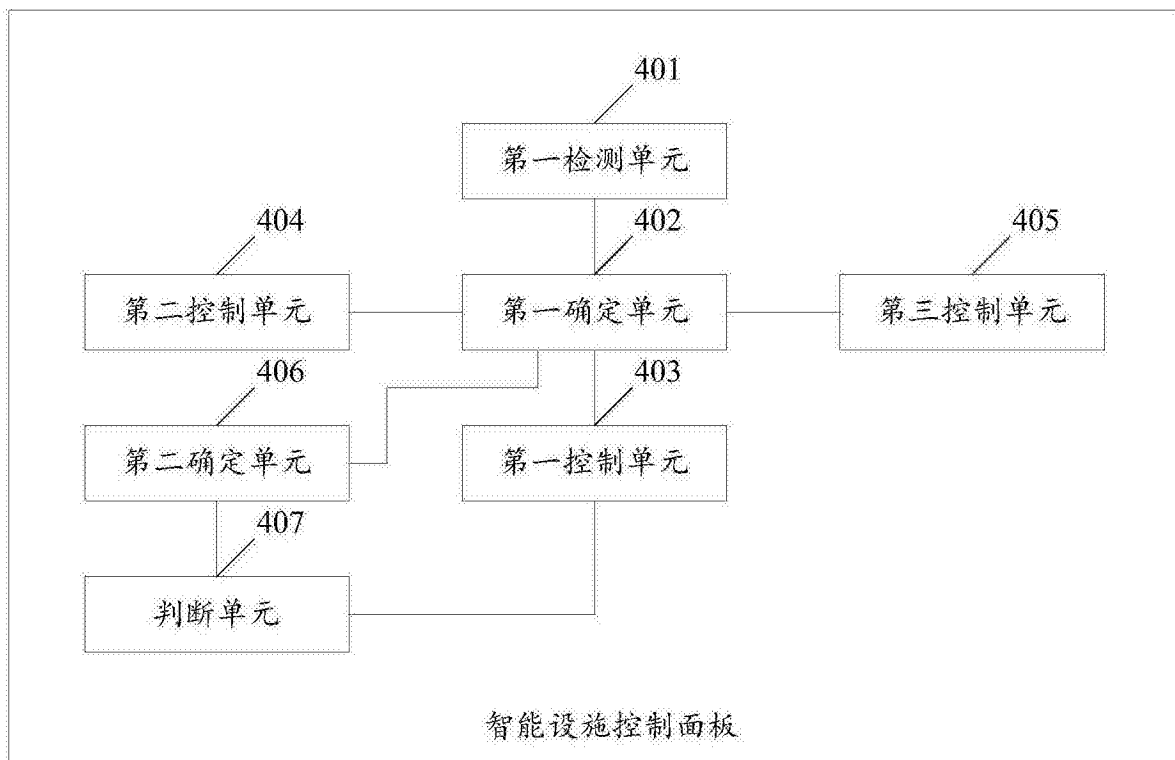 401
第一检测单元
404
402
405
第二控制单元
第一确定单元
第三控制单元
406
403
第二确定单元
第一控制单元
407
判断单元
智能设施控制面板